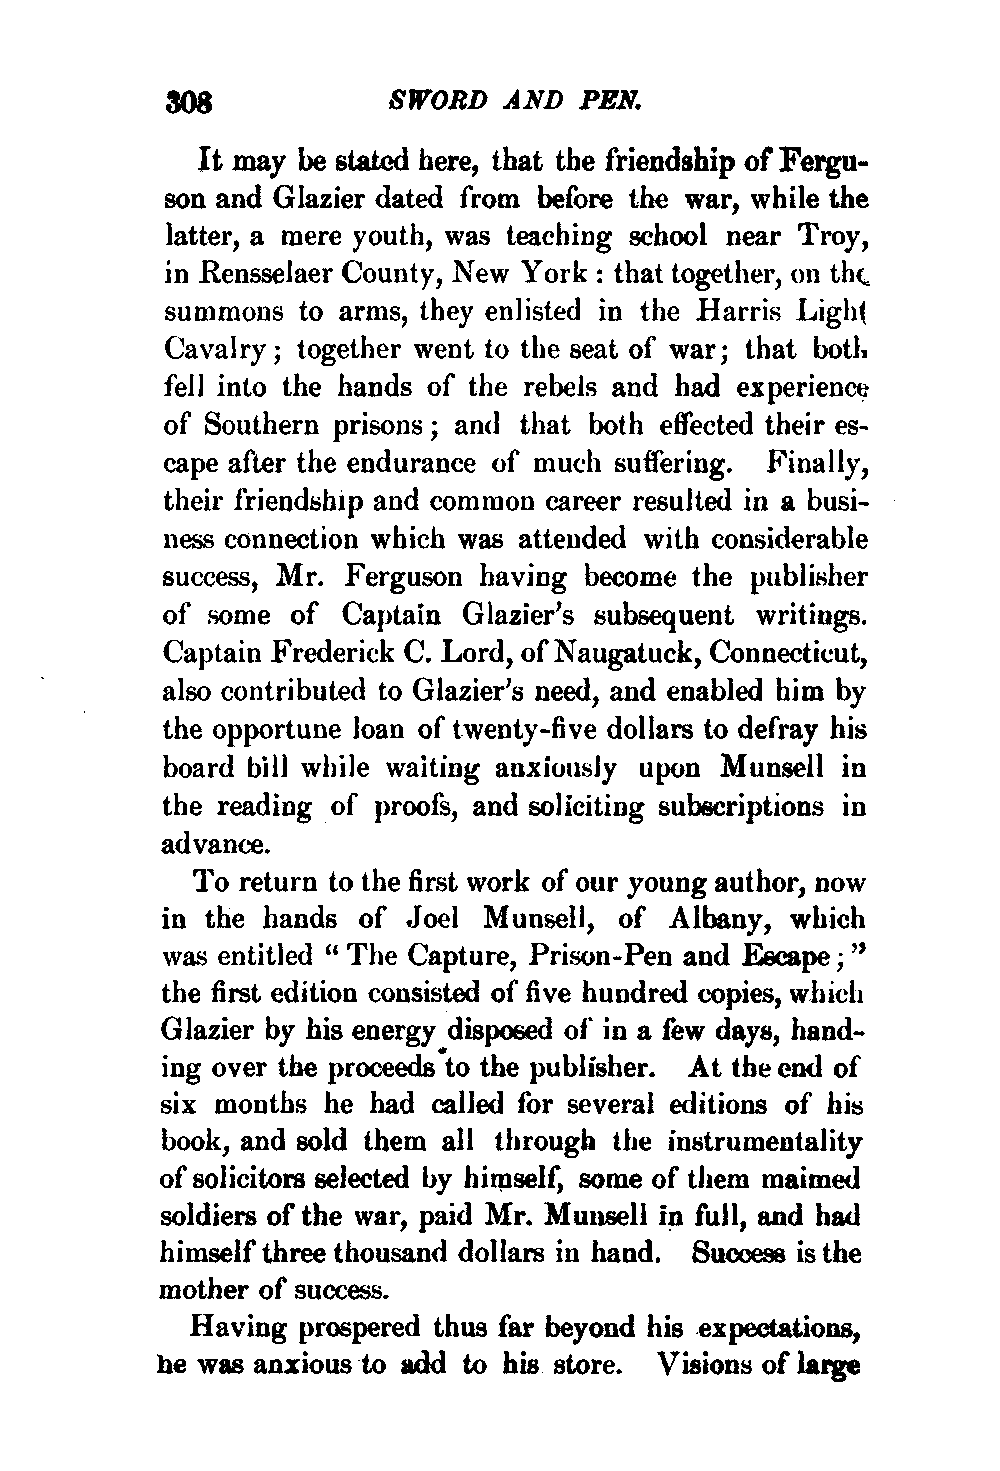 308 SWORD AND PEN.
It may be stated here, that the friendship of Fergu-
son and Glazier dated from before the war, while the
latter, a mere youth, was teaching school near Troy,
in Rensselaer County, New York : that together, on the
summons to arms, they enlisted in the Harris Light
Cavalry ; together went to the seat of war ; that both
fell into the hands of the rebels and had experience
of Southern prisons ; and that both effected their es-
cape after the endurance of much suffering. Finally,
their friendship and common career resulted in a busi-
ness connection which was attended with considerable
success, Mr. Ferguson having become the publisher
of some of Captain Glazier's subsequent writings.
Captain Frederick C. Lord, of Naugatuck, Connecticut,
also contributed to Glazier's need, and enabled him by
the opportune loan of twenty-five dollars to defray his
board bill while waiting anxiously upon Munsell in
the reading of proofs, and soliciting subscriptions in
advance.
To return to the first work of our young author, now
in the hands of Joel Munsell, of Albany, which
was entitled “ The Capture, Prison-Pen and Escape ; ”
the first edition consisted of five hundred copies, which
Glazier by his energy disposed of in a few days, hand-
ing over the proceeds to the publisher. At the end of
six months he had called for several editions of his
book, and sold them all through the instrumentality
of solicitors selected by himself, some of them maimed
soldiers of the war, paid Mr. Munsell in full, and had
himself three thousand dollars in hand. Success is the
mother of success.
Having prospered thus far beyond his expectations,
he was anxious to add to his store. Visions of large